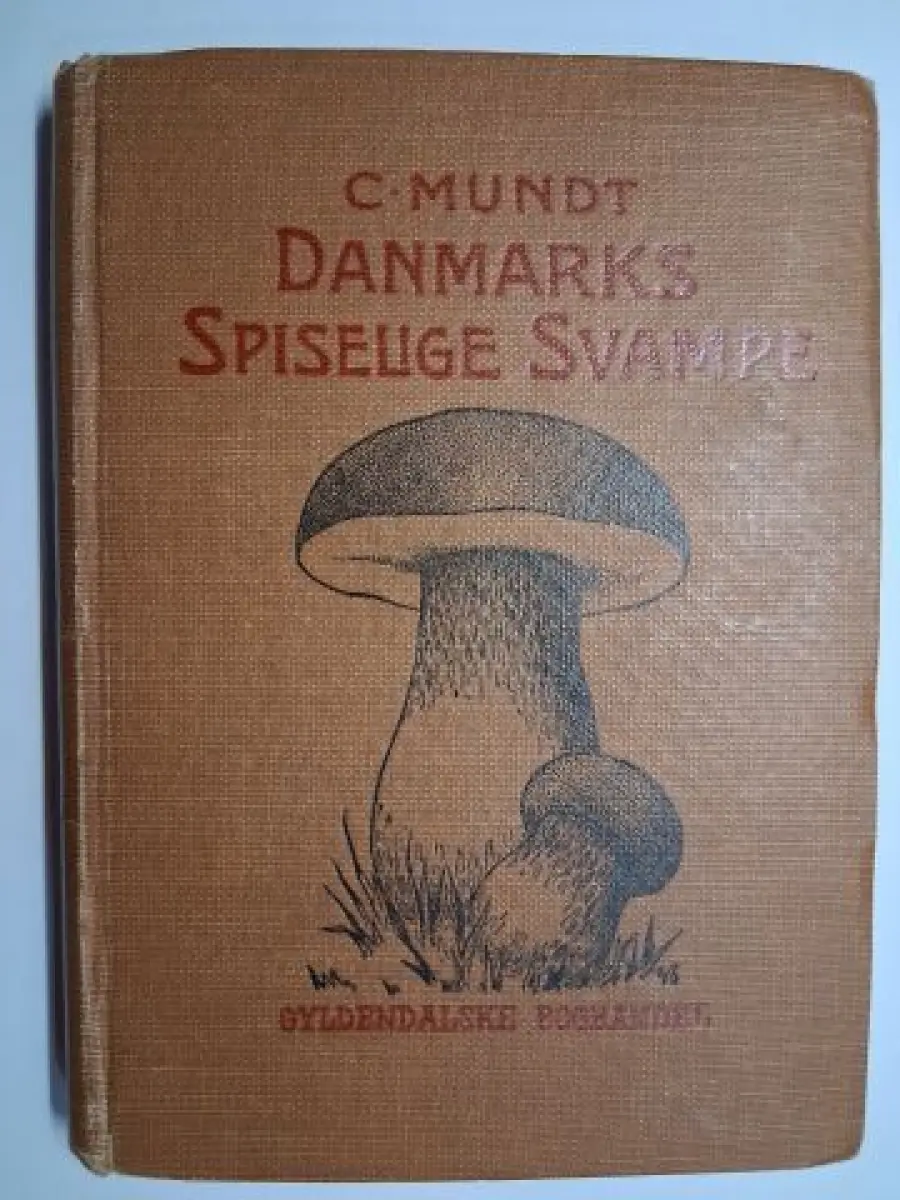 C·MUNDT
DANMARKS
SPISELIGE SVAMPE
GYLDENDALSKE BOGHANDEL